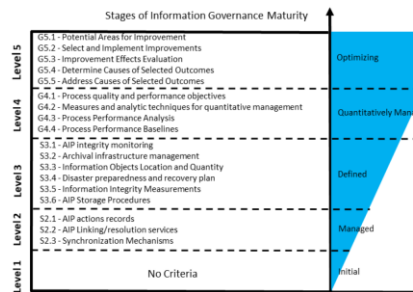 Stages of Information Governance Maturity
Level 5
G5.1 - Potential Areas for Improvement
G5.2 - Select and Implement Improvements
G5.3 - Improvement Effects Evaluation
G5.4 - Determine Causes of Selected Outcomes
G5.5 - Address Causes of Selected Outcomes
Optimizing
Level 4
G4.1 - Process quality and performance objectives
G4.2 - Measures and analytic techniques for quantitative management
G4.3 - Process Performance Analysis
G4.4 - Process Performance Baselines
Quantitatively Mana
Level 3
S3.1 - AIP integrity monitoring
S3.2 - Archival infrastructure management
S3.3 - Information Objects Location and Quantity
S3.4 - Disaster preparedness and recovery plan
S3.5 - Information Integrity Measurements
S3.6 - AIP Storage Procedures
Defined
Level 2
S2.1 - AIP actions records
S2.2 - AIP Linking/resolution services
S2.3 - Synchronization Mechanisms
Managed
Level 1
No Criteria
Initial